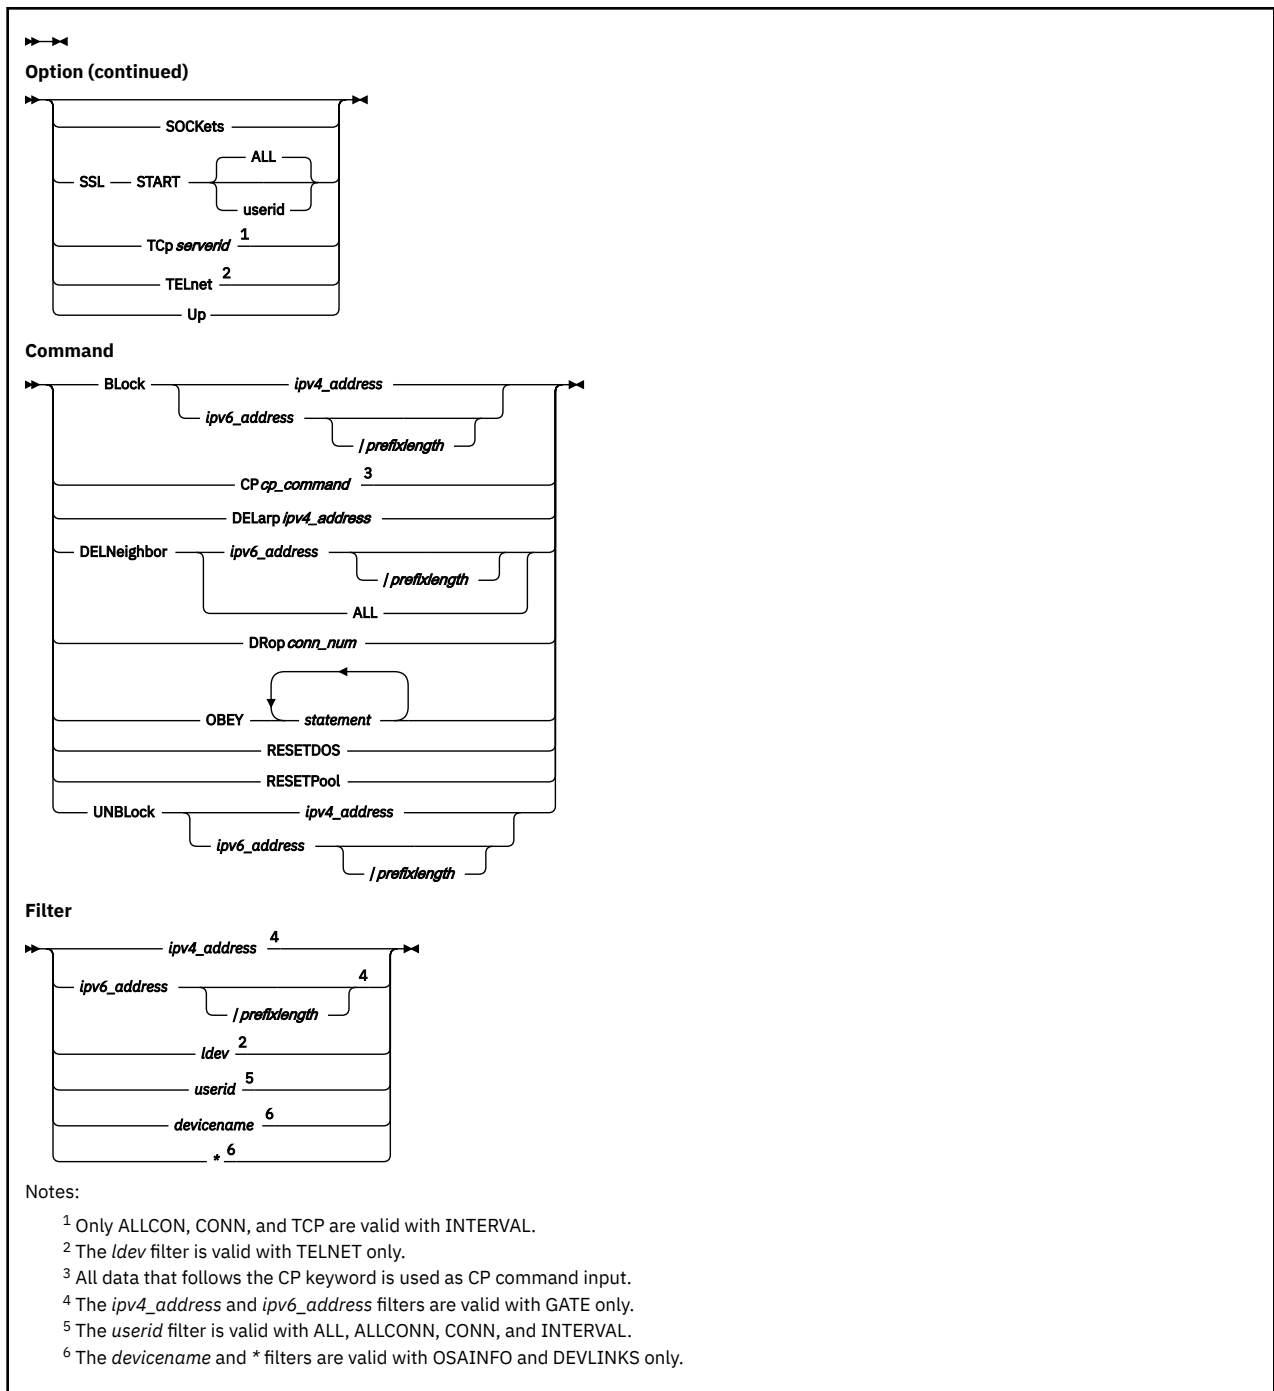 Option (continued)
SOCKets
ALL
SSL START
userid
TCp serverid 1
TELnet 2
Up
Command
BLock ipv4_address
ipv6_address
/ prefixlength
CP cp_command 3
DELarp ipv4_address
DELNeighbor ipv6_address
/ prefixlength
ALL
DRop conn_num
OBEY statement
RESETDOS
RESETPool
UNBLock ipv4_address
ipv6_address
/ prefixlength
Filter
ipv4_address 4
ipv6_address 4
/ prefixlength
ldev 2
userid 5
devicename 6
* 6
Notes:
1 Only ALLCON, CONN, and TCP are valid with INTERVAL.
2 The ldev filter is valid with TELNET only.
3 All data that follows the CP keyword is used as CP command input.
4 The ipv4_address and ipv6_address filters are valid with GATE only.
5 The userid filter is valid with ALL, ALLCONN, CONN, and INTERVAL.
6 The devicename and * filters are valid with OSAINFO and DEVLINKS only.